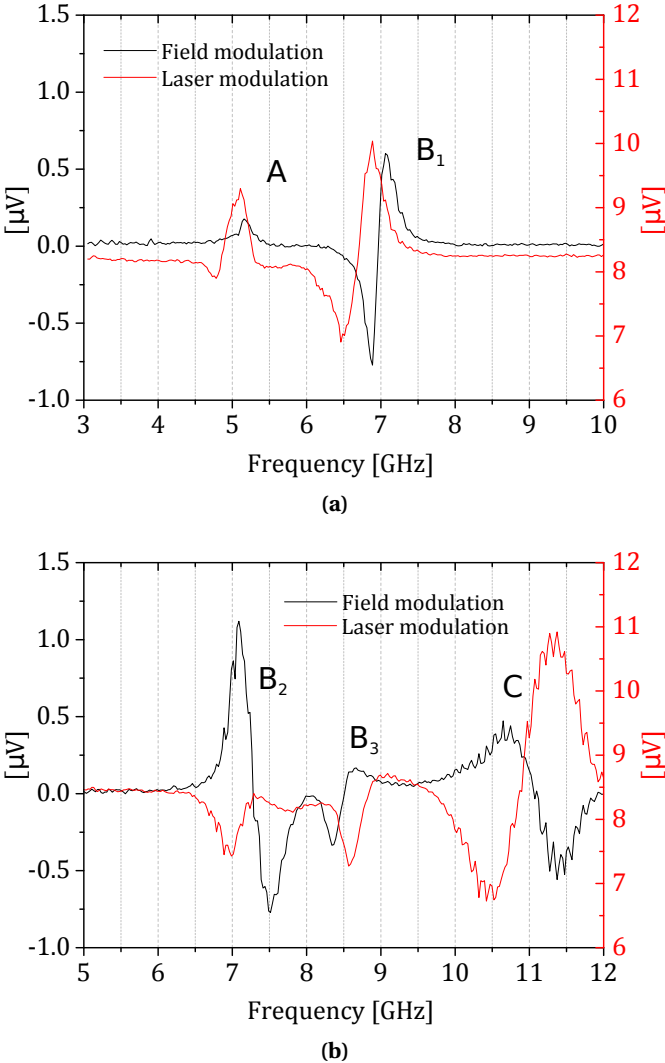 1.5
1.0
0.5
0.0
-0.5
-1.0
[µV]
Field modulation
Laser modulation
A
B1
12
11
10
9
8
7
6
[µV]
3 4 5 6 7 8 9 10
Frequency [GHz]
(a)
1.5
1.0
0.5
0.0
-0.5
-1.0
[µV]
Field modulation
Laser modulation
B2
B3
C
12
11
10
9
8
7
6
[µV]
5 6 7 8 9 10 11 12
Frequency [GHz]
(b)